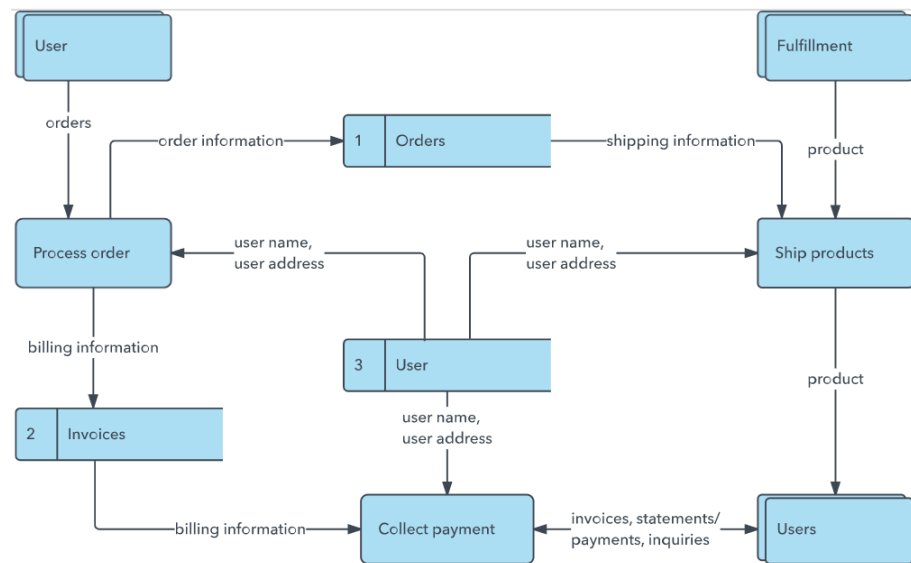 User
Fulfillment
orders
order information
1
Orders
shipping information
product
Process order
user name,
user address
user name,
user address
Ship products
billing information
3
User
product
user name,
user address
2
Invoices
billing information
Collect payment
invoices, statements/
payments, inquiries
Users